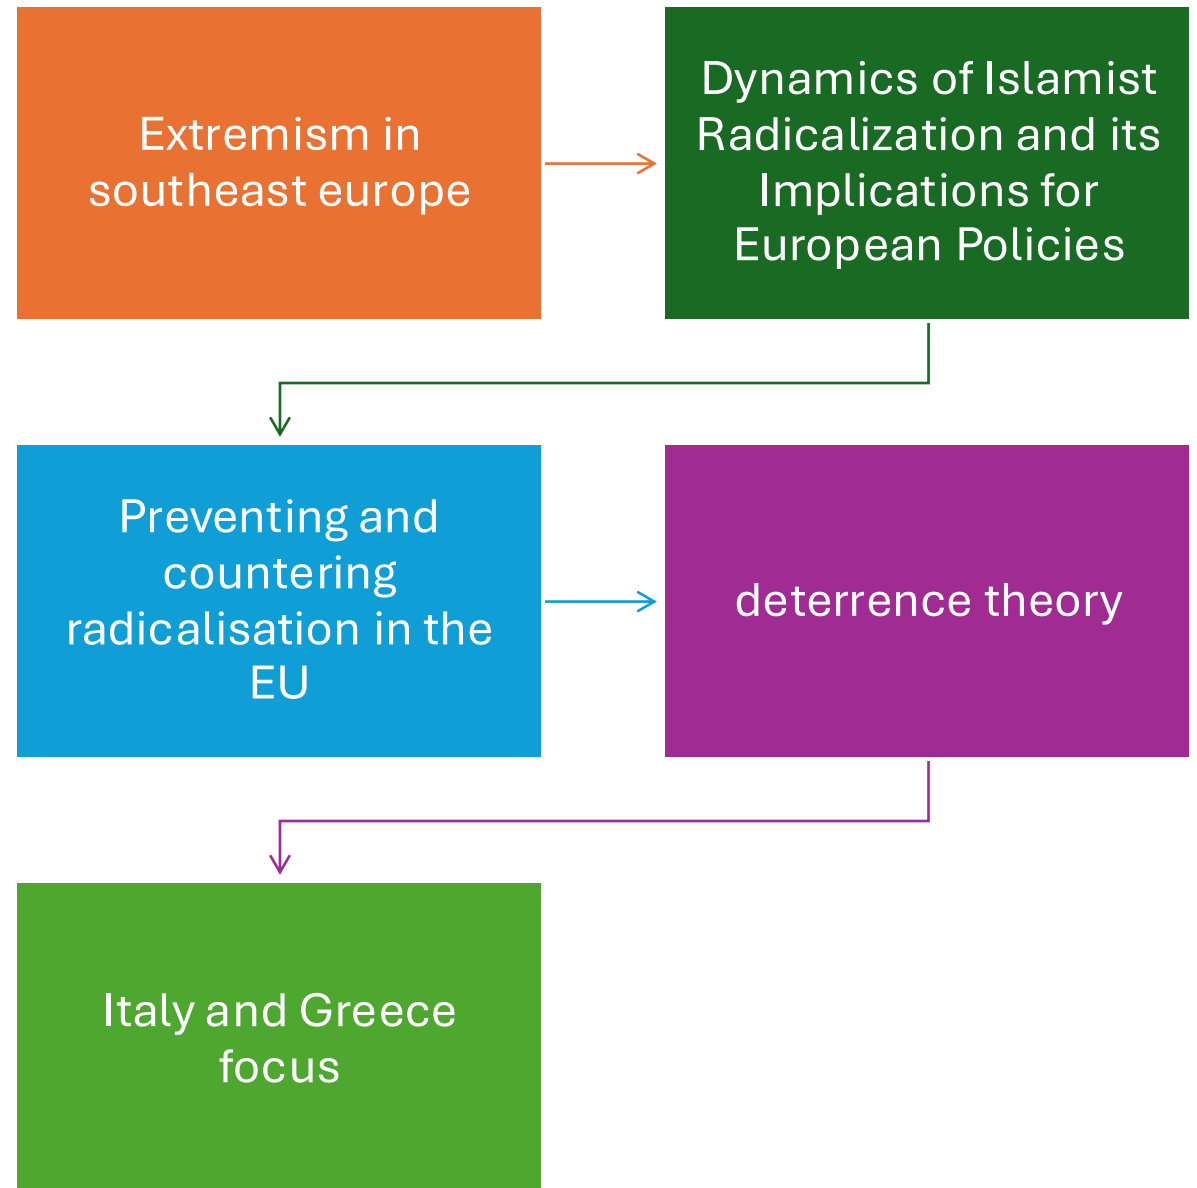 Extremism in
southeast europe
Dynamics of Islamist
Radicalization and its
Implications for
European Policies
Preventing and
countering
radicalisation in the
EU
deterrence theory
Italy and Greece
focus